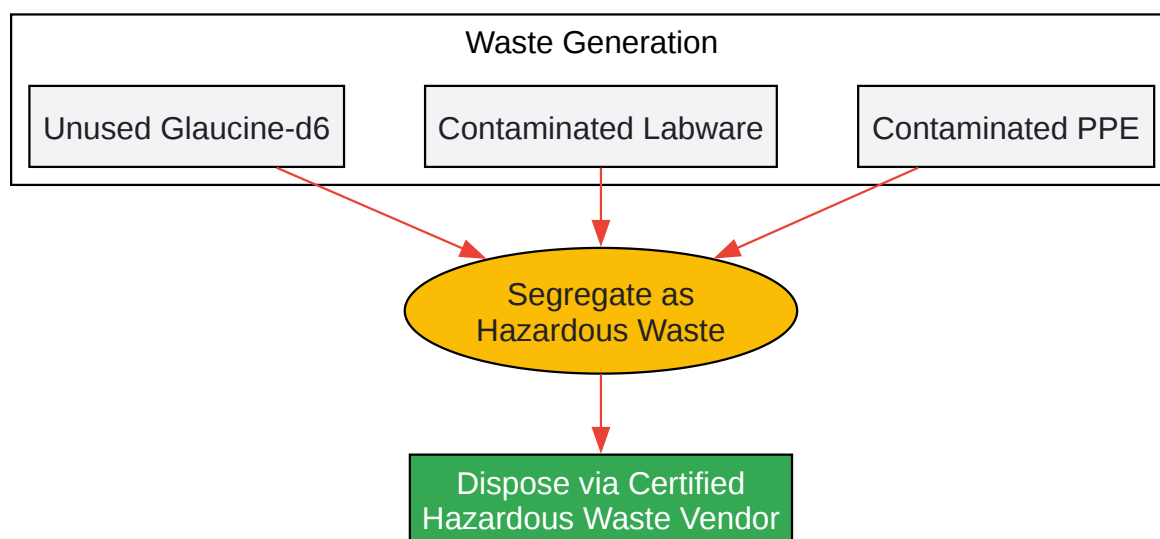 Waste Generation
Unused Glaucine-d6
Contaminated Labware
Contaminated PPE
Segregate as
Hazardous Waste
Dispose via Certified
Hazardous Waste Vendor